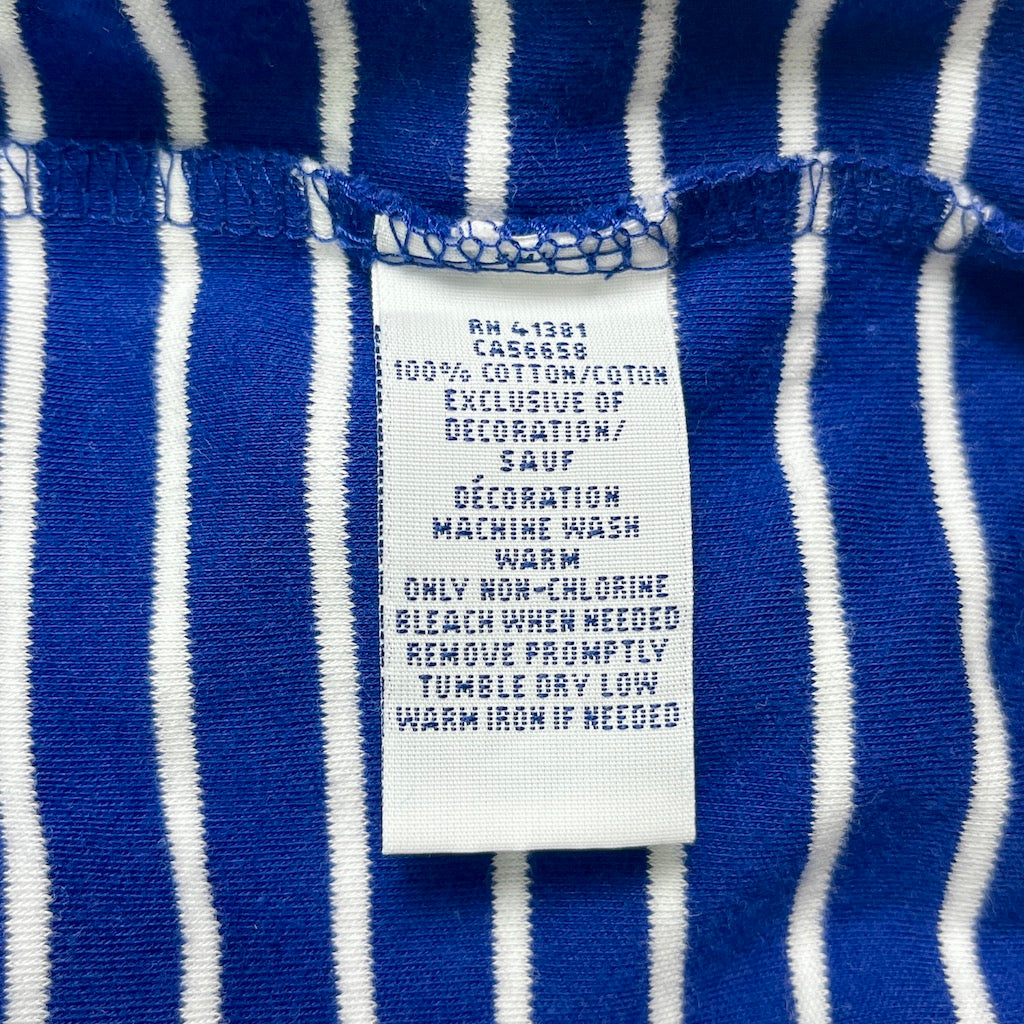 RN 41381
CA56658
100% COTTON/COTON
EXCLUSIVE OF
DECORATION/
SAUF
DÉCORATION
MACHINE WASH
WARM
ONLY NON-CHLORINE
BLEACH WHEN NEEDED
REMOVE PROMPTLY
TUMBLE DRY LOW
WARM IRON IF NEEDED